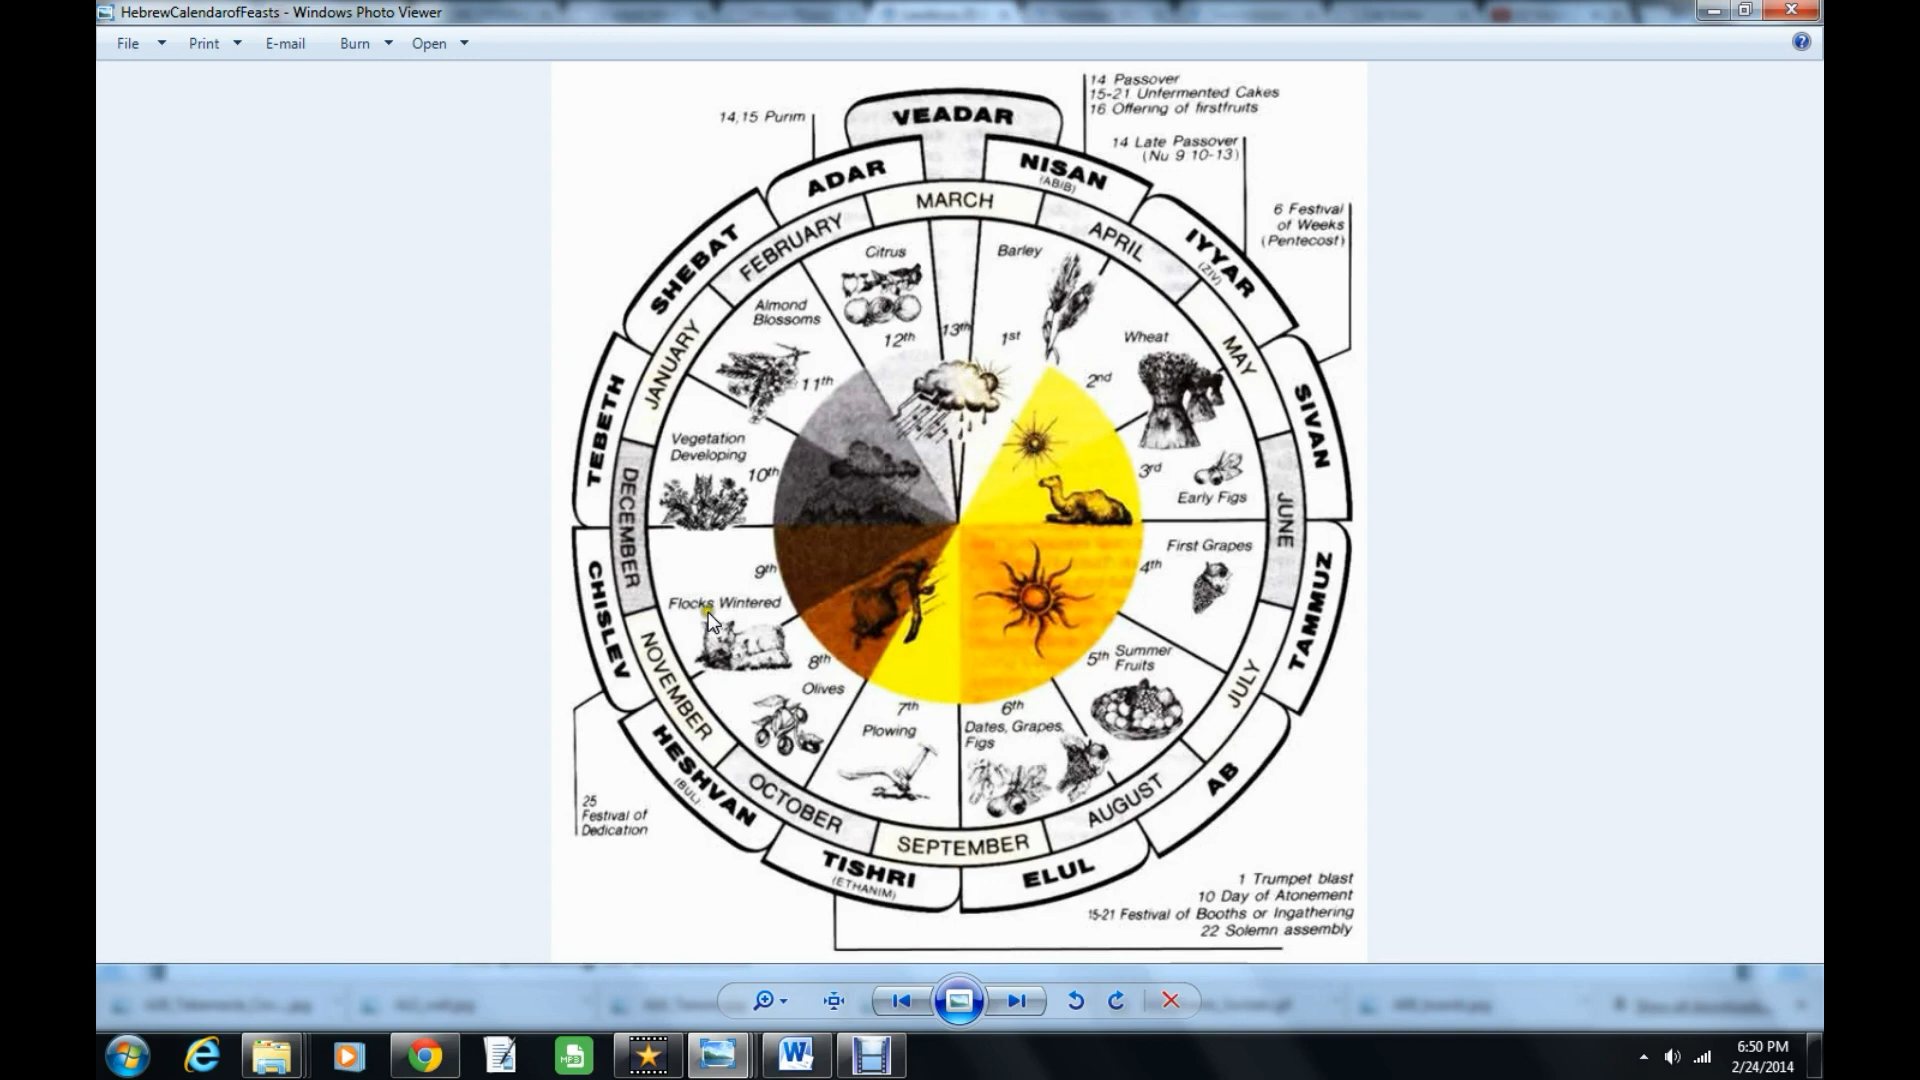 HebrewCalendarofFeasts - Windows Photo Viewer
File
Print
E-mail
Burn
Open
14 Passover
15-21 Unfermented Cakes
16 Offering of firstfruits
14,15 Purim
14 Late Passover
(Nu 9 10-13)
6 Festival
of Weeks
(Pentecost)
VEADAR
ADAR
NISAN
(ABIB)
SHEBAT
IYYAR
(ZIV)
TEBETH
SIVAN
CHISLEV
TAMMUZ
HESHVAN
(BUL)
AB
TISHRI
(ETHANIM)
ELUL
MARCH
FEBRUARY
APRIL
JANUARY
MAY
DECEMBER
JUNE
NOVEMBER
JULY
OCTOBER
AUGUST
SEPTEMBER
Citrus
12th
13th
Barley
1st
Almond
Blossoms
11th
Wheat
2nd
Vegetation
Developing
10th
3rd
Early Figs
9th
Flocks Wintered
First Grapes
4th
8th
Olives
5th Summer
Fruits
7th
Plowing
6th
Dates, Grapes,
Figs
25
Festival of
Dedication
1 Trumpet blast
10 Day of Atonement
15-21 Festival of Booths or Ingathering
22 Solemn assembly
MP3
W
6:50 PM
2/24/2014